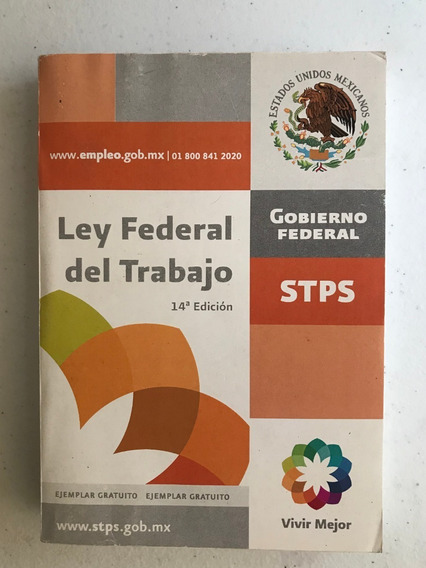 ESTADOS UNIDOS MEXICANOS
www.empleo.gob.mx | 01 800 841 2020
Ley Federal
del Trabajo
14ª Edición
GOBIERNO
FEDERAL
STPS
EJEMPLAR GRATUITO EJEMPLAR GRATUITO
www.stps.gob.mx
Vivir Mejor